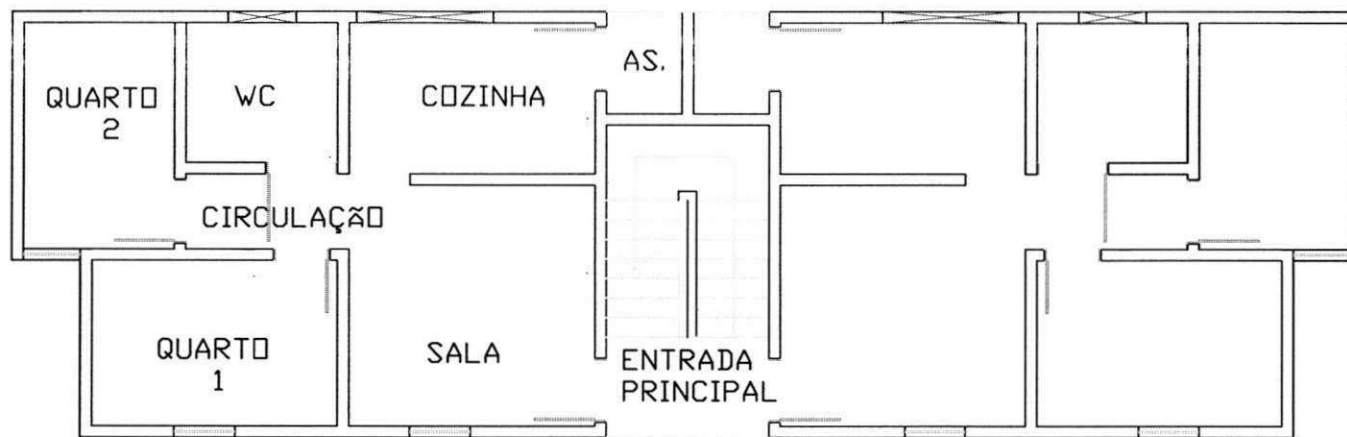 AS.
QUARTO
2
WC
COZINHA
CIRCULAÇÃO
QUARTO
1
SALA
ENTRADA
PRINCIPAL